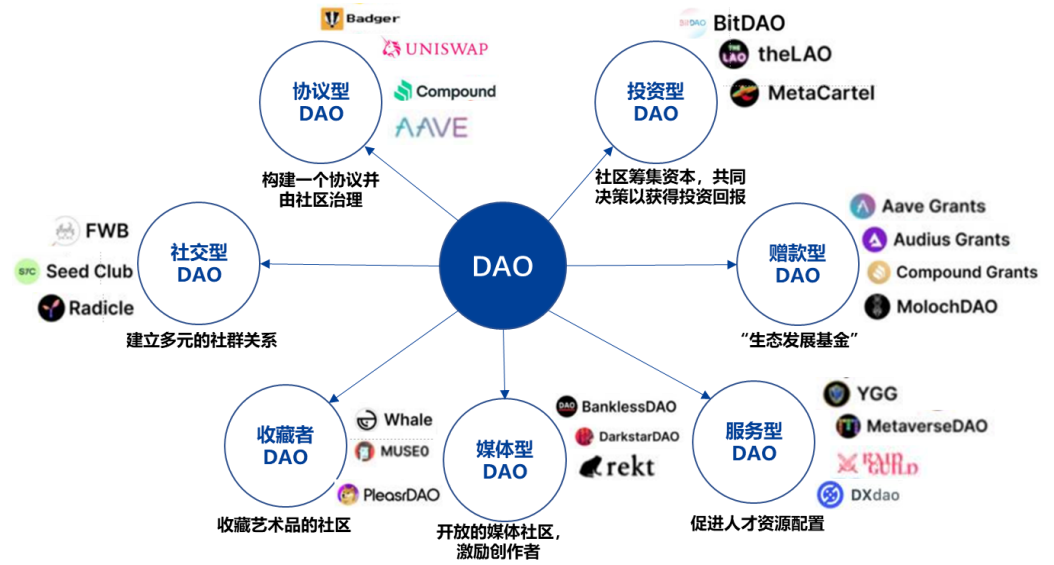 Badger
UNISWAP
Compound
AAVE
协议型
DAO
构建一个协议并
由社区治理
BitDAO
BitDAO
THE
LAO
theLAO
MetaCartel
投资型
DAO
社区筹集资本，共同
决策以获得投资回报
FWB
S/C
Seed Club
Radicle
社交型
DAO
建立多元的社群关系
DAO
Aave Grants
Audius Grants
Compound Grants
MolochDAO
赠款型
DAO
“生态发展基金”
收藏者
DAO
Whale
MUSE0
PleasrDAO
收藏艺术品的社区
媒体型
DAO
DAO
BanklessDAO
DarkstarDAO
rekt
开放的媒体社区，
激励创作者
服务型
DAO
YGG
MetaverseDAO
RAID
GUILD
DXdao
促进人才资源配置